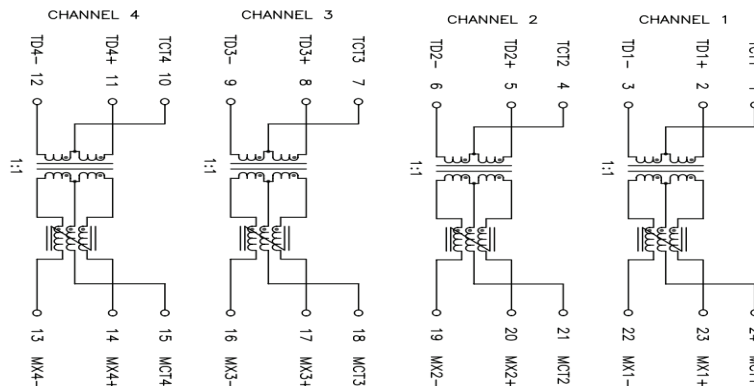 CHANNEL 4
CHANNEL 3
CHANNEL 2
CHANNEL 1
TD4- 12
TD4+ 11
TCT4 10
TD3- 9
TD3+ 8
TCT3 7
TD2- 6
TD2+ 5
TCT2 4
TD1- 3
TD1+ 2
1:1
1:1
1:1
1:1
13 MX4-
14 MX4+
15 MCT4
16 MX3-
17 MX3+
18 MCT3
19 MX2-
20 MX2+
21 MCT2
22 MX1-
23 MX1+